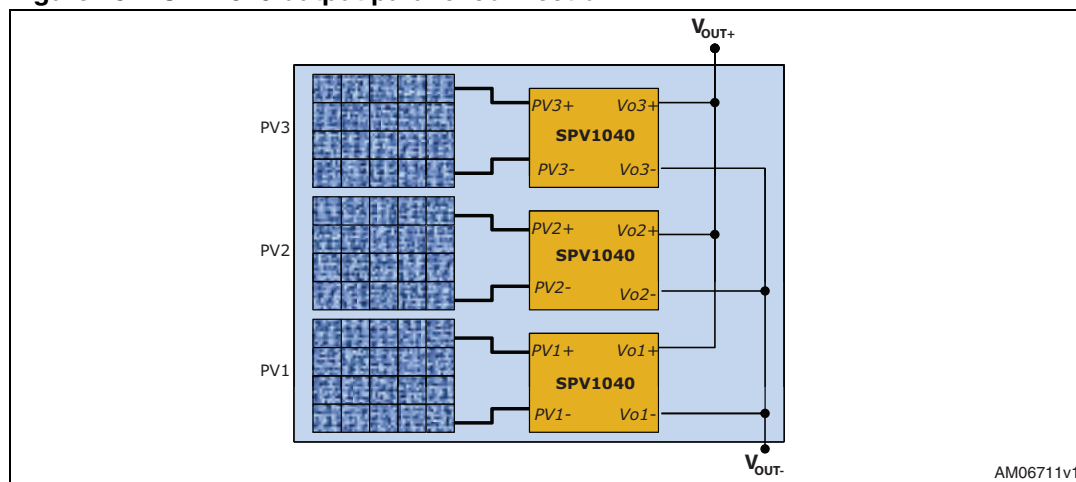 VOUT+
PV3
PV3+ Vo3+
SPV1040
PV3- Vo3-
PV2
PV2+ Vo2+
SPV1040
PV2- Vo2-
PV1
PV1+ Vo1+
SPV1040
PV1- Vo1-
VOUT-
AM06711v1